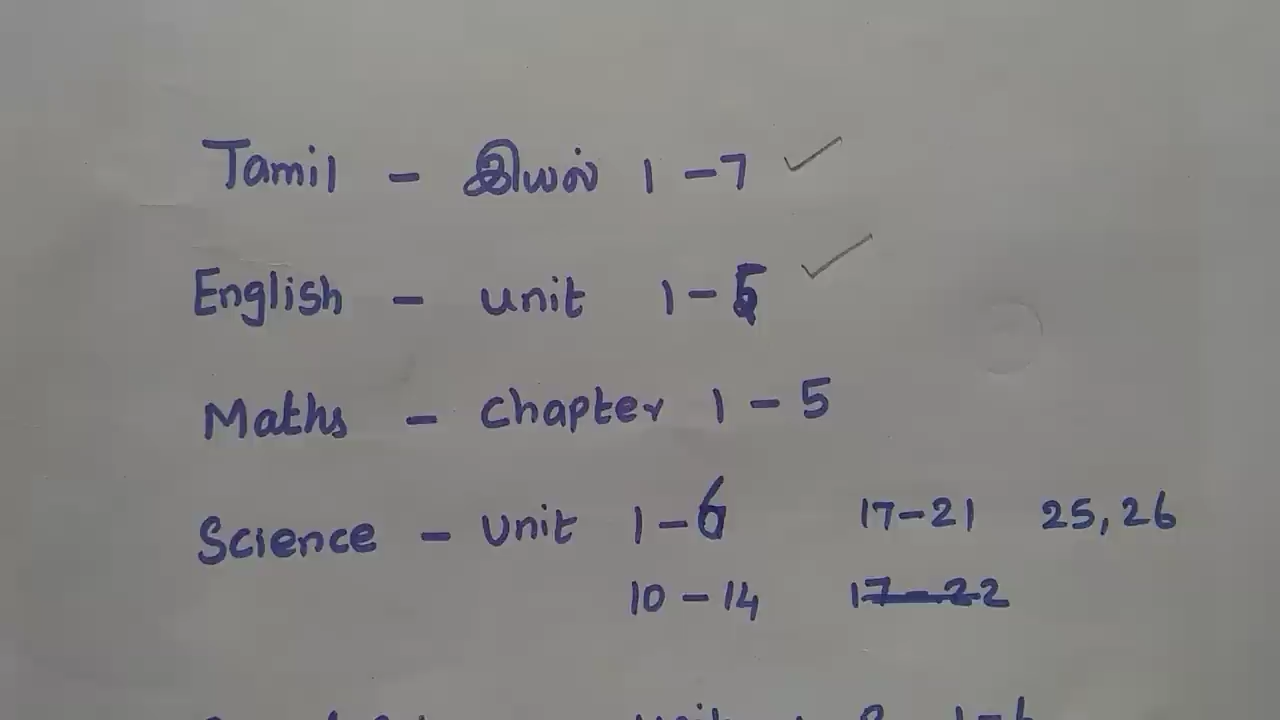 Tamil - இயல் 1 - 7 ✓
English - unit 1 - 5 ✓
Maths - Chapter 1 - 5
Science - Unit 1 - 6 17 - 21 25, 26
10 - 14 17 - 22